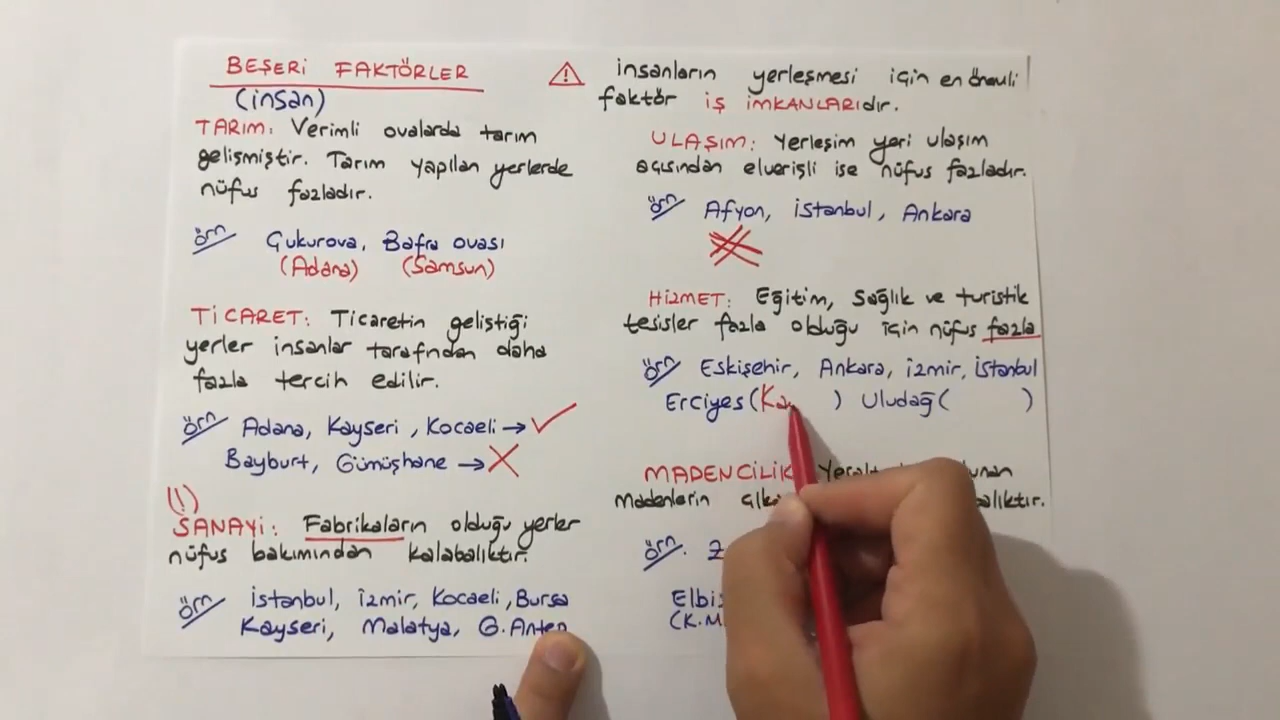 BEŞERİ FAKTÖRLER
(insan)
TARIM: Verimli ovalarda tarım
gelişmiştir. Tarım yapılan yerlerde
nüfus fazladır.
örn Çukurova, Bafra ovası
(Adana) (Samsun)
TİCARET: Ticaretin geliştiği
yerler insanlar tarafından daha
fazla tercih edilir.
örn Adana, Kayseri, Kocaeli → ✓
Bayburt, Gümüşhane → X
(!)
SANAYİ: Fabrikaların olduğu yerler
nüfus bakımından kalabalıktır.
örn İstanbul, İzmir, Kocaeli, Bursa
Kayseri, Malatya, G.Antep
insanların yerleşmesi için en önemli
faktör İŞ İMKANLARIdır.
ULAŞIM: Yerleşim yeri ulaşım
açısından elverişli ise nüfus fazladır.
örn Afyon, İstanbul, Ankara
HİZMET: Eğitim, Sağlık ve turistik
tesisler fazla olduğu için nüfus fazla
örn Eskişehir, Ankara, İzmir, İstanbul
Erciyes (Kay ) Uludağ ( )
MADENCİLİK
madenlerin
örn.
(K.M